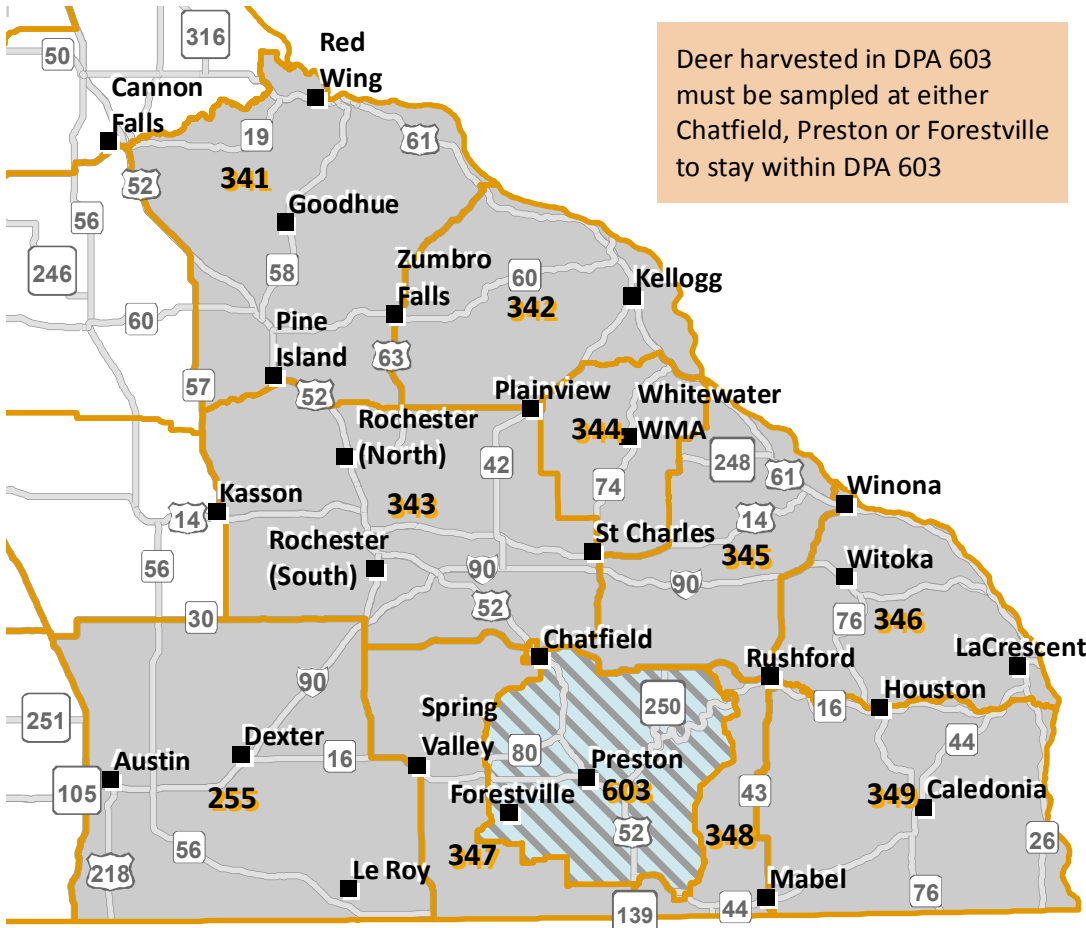 316
Red
Wing
50
Cannon
Falls
19
61
Deer harvested in DPA 603
must be sampled at either
Chatfield, Preston or Forestville
to stay within DPA 603
52
341
56
Goodhue
246
58
Zumbro
Falls
60
342
Kellogg
60
Pine
Island
63
57
52
Plainview
Whitewater
WMA
344
Rochester
(North)
42
74
248
61
Kasson
14
343
Winona
14
St Charles
345
Rochester
(South)
56
90
90
Witoka
52
30
76
346
Chatfield
LaCrescent
90
Rushford
251
Spring
Valley
250
16
Houston
Dexter
16
80
44
Austin
105
255
Preston
603
Forestville
43
349
Caledonia
56
347
52
348
26
218
Le Roy
Mabel
139
44
76